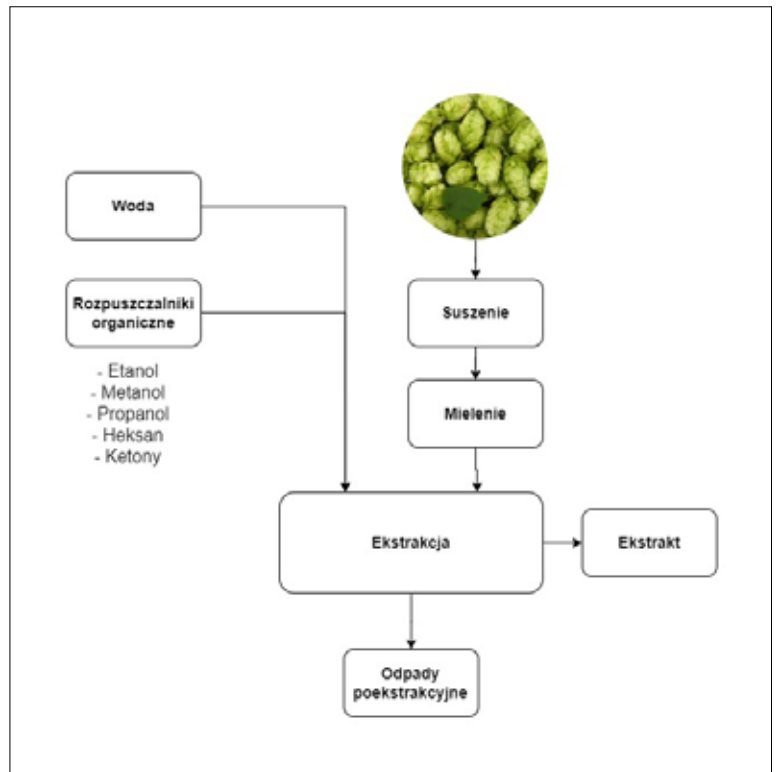 Woda
Rozpuszczalniki
organiczne
- Etanol
- Metanol
- Propanol
- Heksan
- Ketony
Suszenie
Mielenie
Ekstrakcja
Ekstrakt
Odpady
poekstrakcyjne